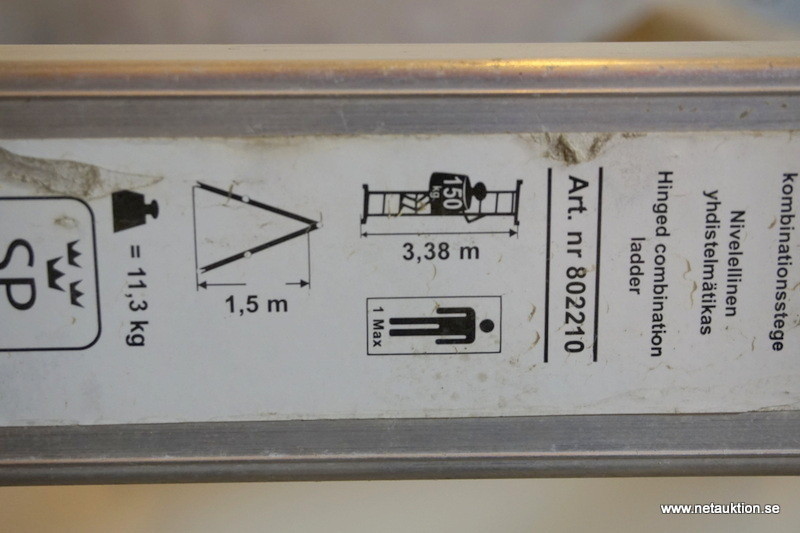 kombinationsstege
Nivelellinen
yhdistelmätikas
Hinged combination
ladder
Art. nr 802210
150
kg
3,38 m
1 Max
1,5 m
= 11,3 kg
SP
www.netauktion.se